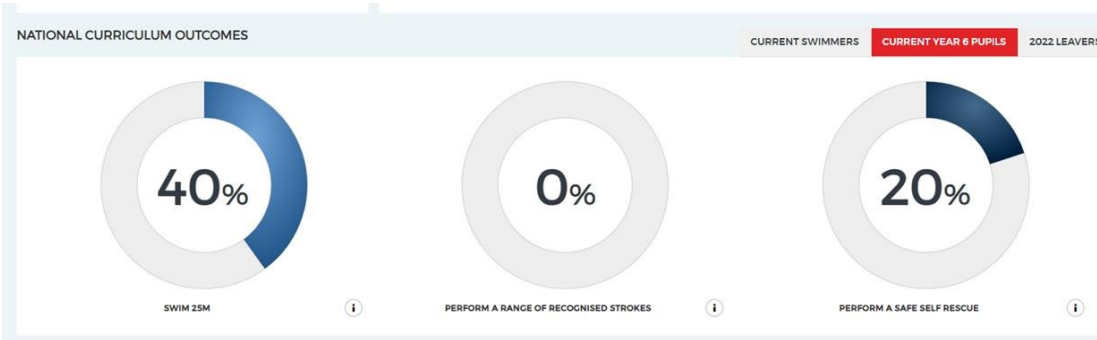 NATIONAL CURRICULUM OUTCOMES
CURRENT SWIMMERS
CURRENT YEAR 6 PUPILS
2022 LEAVERS
40%
0%
20%
SWIM 25M
i
PERFORM A RANGE OF RECOGNISED STROKES
i
PERFORM A SAFE SELF RESCUE
i